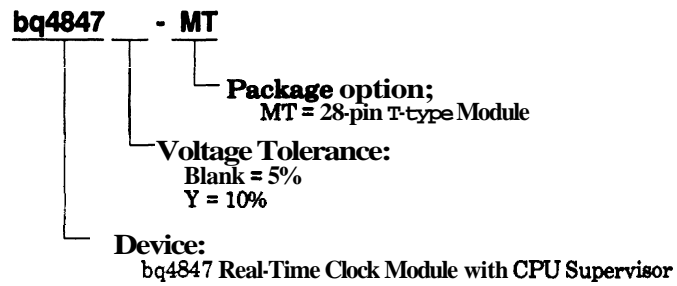 bq4847 - MT
Package option;
MT = 28-pin T-type Module
Voltage Tolerance:
Blank = 5%
Y = 10%
Device:
bq4847 Real-Time Clock Module with CPU Supervisor